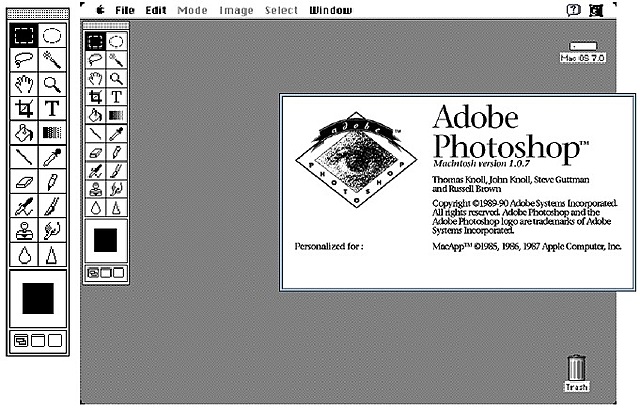 File Edit Mode Image Select Window
Mac OS 7.0
T
T
adobe™
PHOTOSHOP
Adobe
Photoshop™
Macintosh version 1.0.7
Thomas Knoll, John Knoll, Steve Guttman
and Russell Brown
Copyright ©1989-90 Adobe Systems Incorporated.
All rights reserved. Adobe Photoshop and the
Adobe Photoshop logo are trademarks of Adobe
Systems Incorporated.
Personalized for :
MacApp™ ©1985, 1986, 1987 Apple Computer, Inc.
Trash